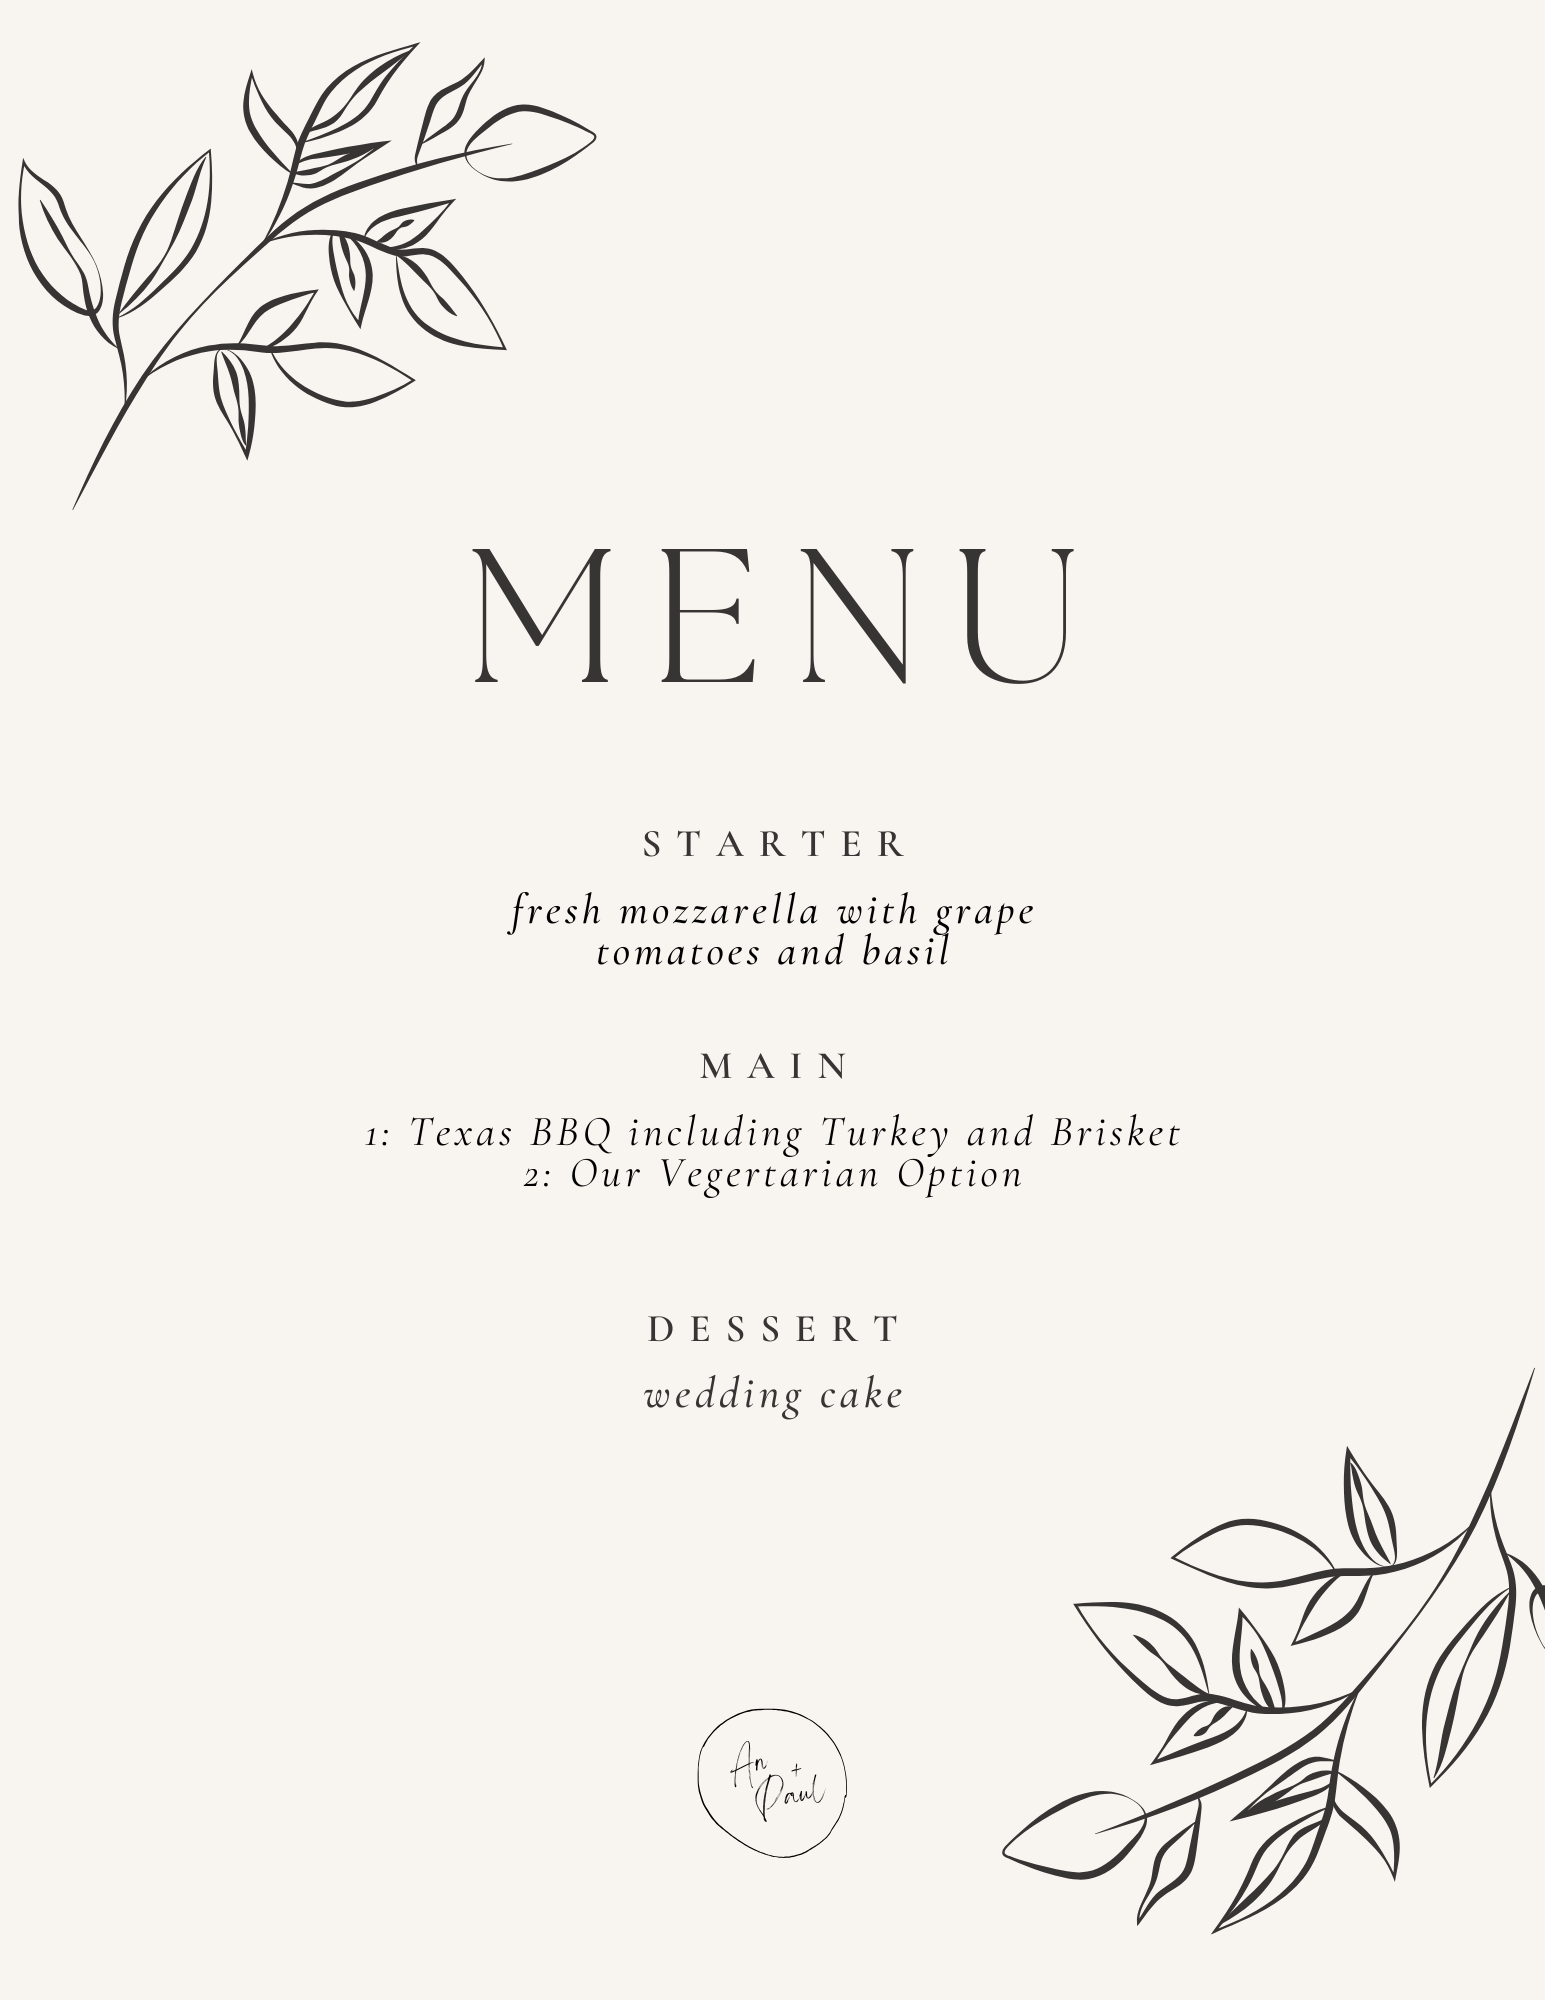 MENU
STARTER
fresh mozzarella with grape
tomatoes and basil
MAIN
1: Texas BBQ including Turkey and Brisket
2: Our Vegertarian Option
DESSERT
wedding cake
An +
Paul